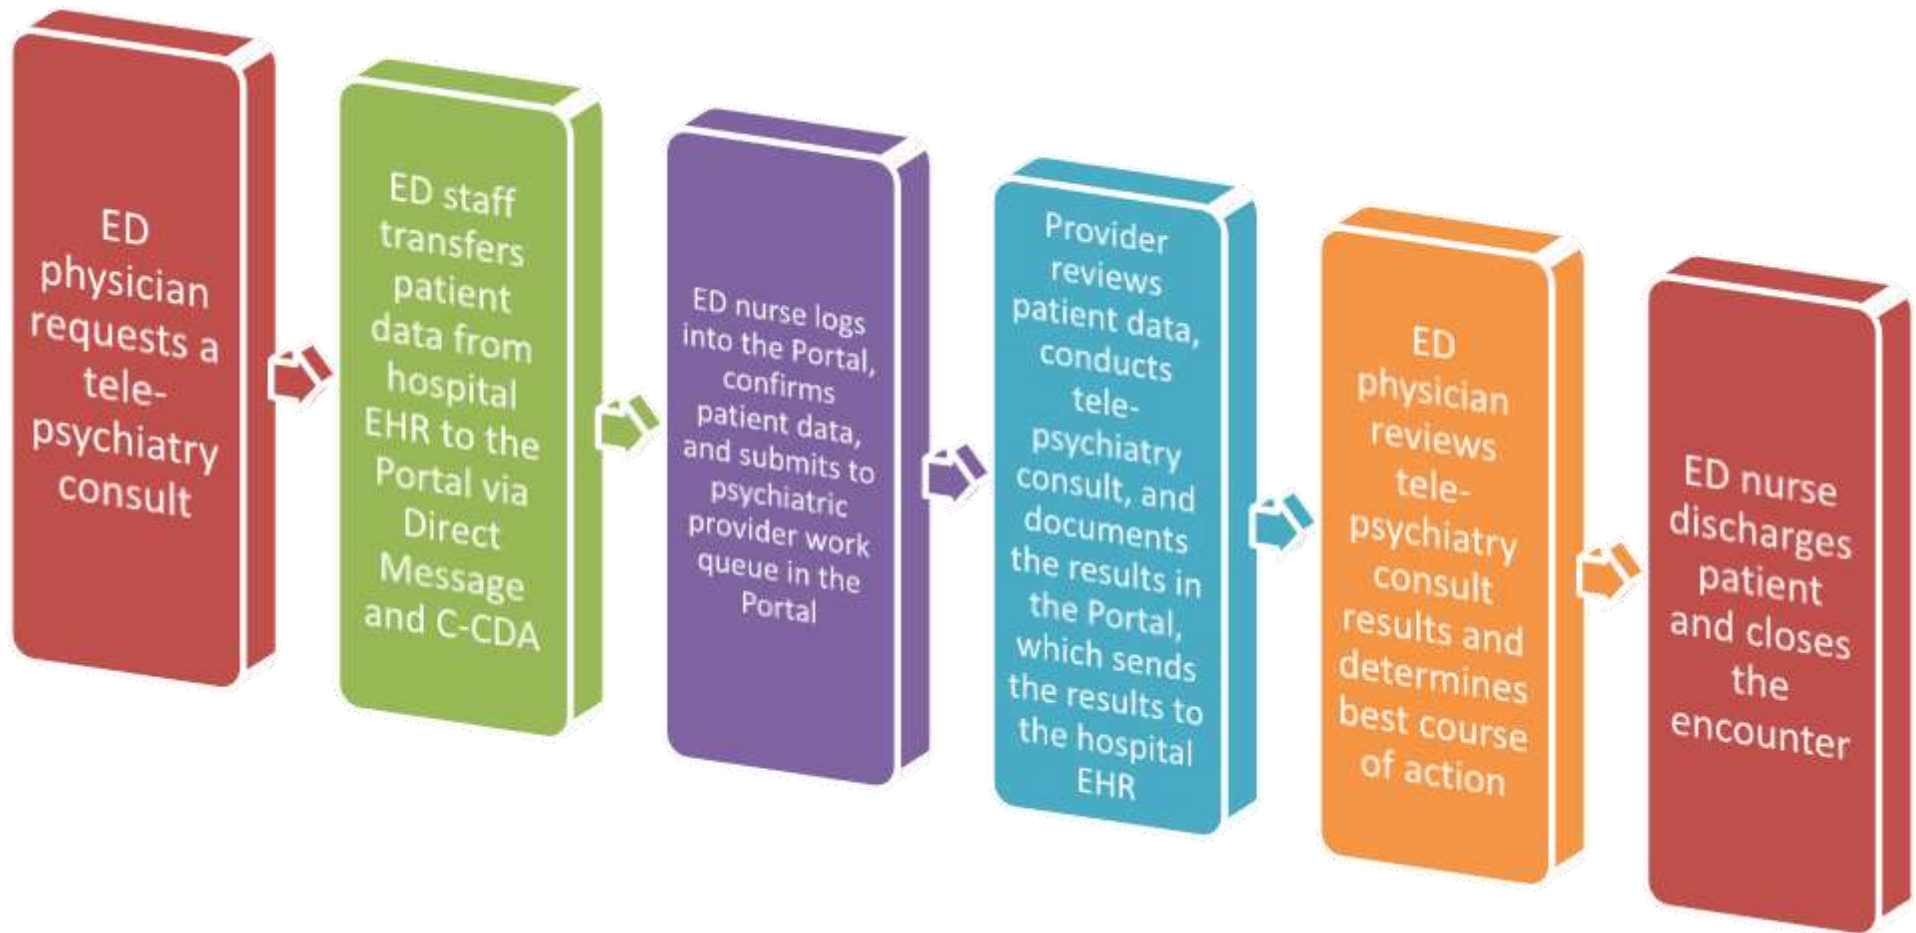 ED
physician
requests a
tele-
psychiatry
consult
ED staff
transfers
patient
data from
hospital
EHR to the
Portal via
Direct
Message
and C-CDA
ED nurse logs
into the Portal,
confirms
patient data,
and submits to
psychiatric
provider work
queue in the
Portal
Provider
reviews
patient data,
conducts
tele-
psychiatry
consult, and
documents
the results in
the Portal,
which sends
the results to
the hospital
EHR
ED
physician
reviews
tele-
psychiatry
consult
results and
determines
best course
of action
ED nurse
discharges
patient
and closes
the
encounter